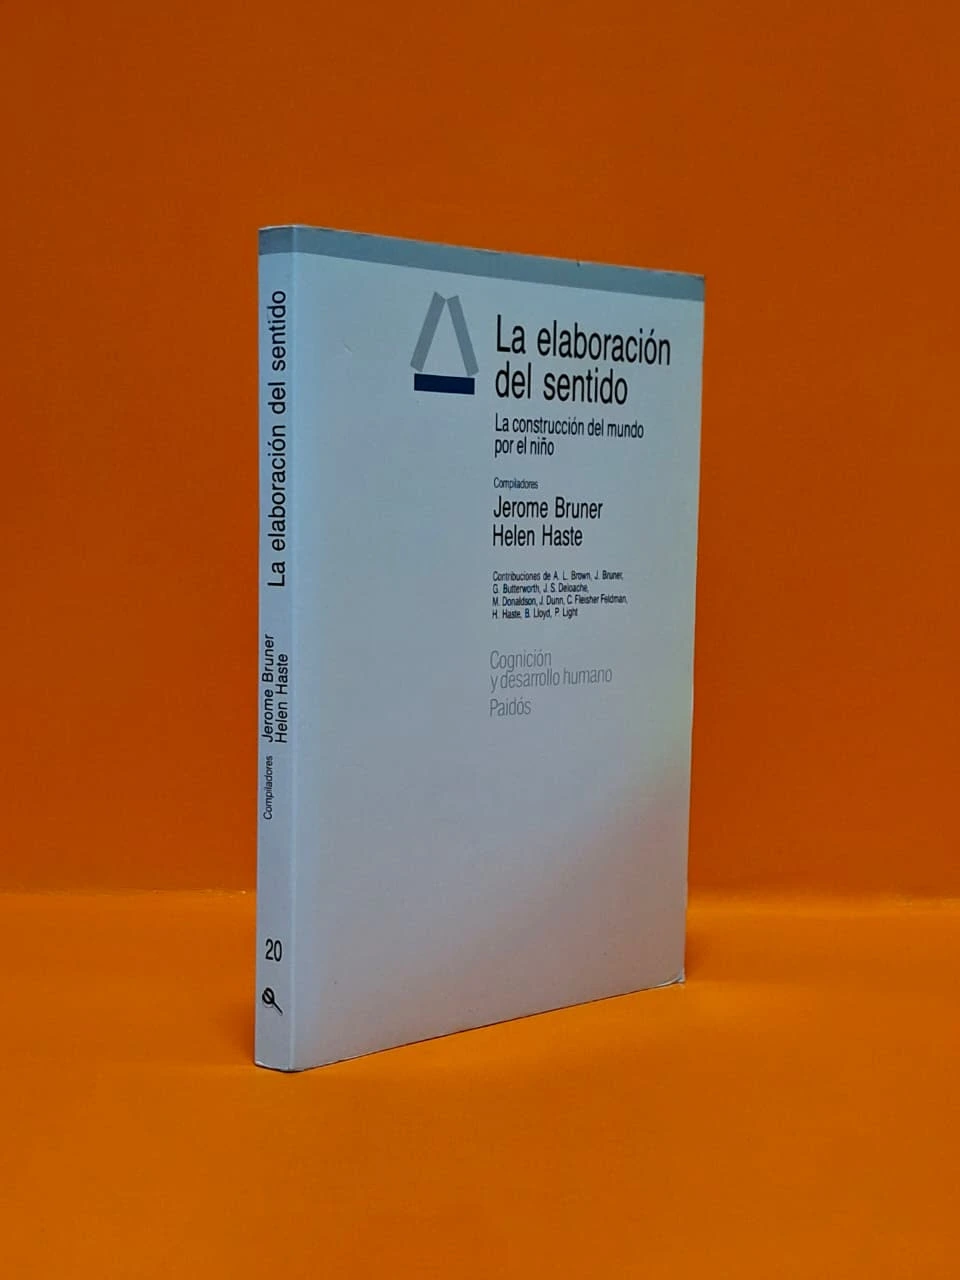 La elaboración
del sentido
La construcción del mundo
por el niño
Compiladores
Jerome Bruner
Helen Haste
Contribuciones de A. L. Brown, J. Bruner,
G. Butterworth, J. S. Deloache,
M. Donaldson, J. Dunn, C. Fleisher Feldman,
H. Haste, B. Lloyd, P. Light
Cognición
y desarrollo humano
Paidós
La elaboración del sentido
Compiladores
Jerome Bruner
Helen Haste
20